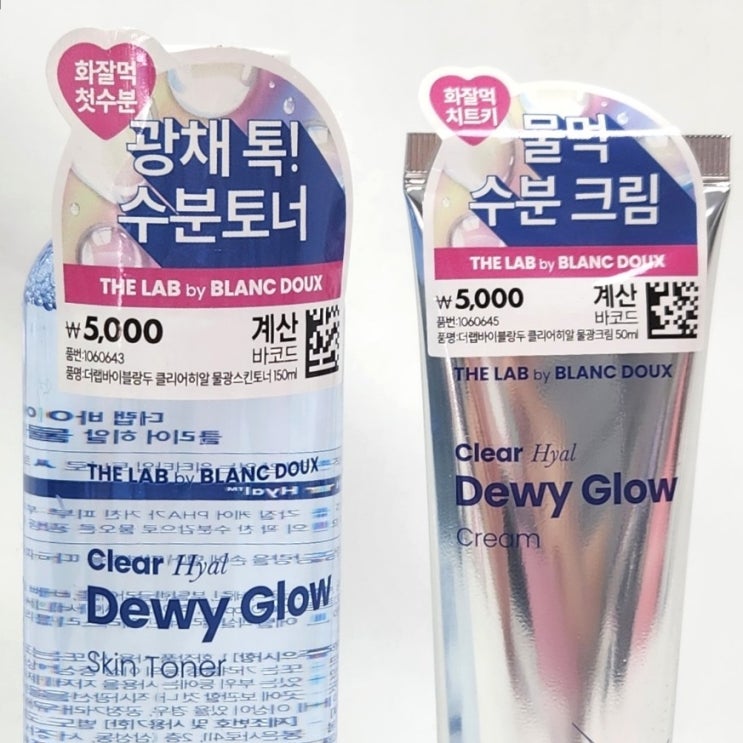 화잘먹
첫수분
광채 톡!
수분토너
THE LAB by BLANC DOUX
₩5,000
계산
바코드
품번:1060643
품명:더랩바이블랑두 클리어히알 물광스킨토너 150ml
THE LAB by BLANC DOUX
Clear Hyal
Dewy Glow
Skin Toner
화잘먹
치트키
물먹
수분 크림
THE LAB by BLANC DOUX
₩5,000
계산
바코드
품번:1060645
품명:더랩바이블랑두 클리어히알 물광크림 50ml
THE LAB by BLANC DOUX
Clear Hyal
Dewy Glow
Cream